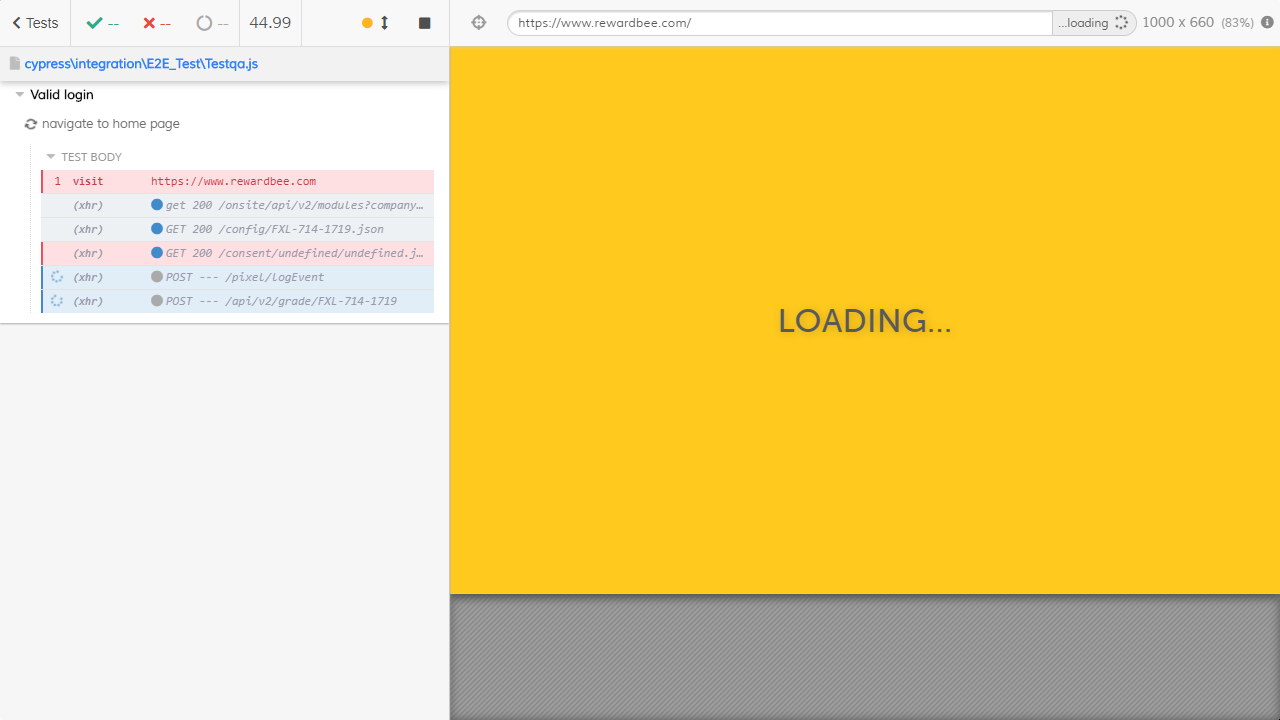 Tests -- -- -- 44.99
https://www.rewardbee.com/ ...loading 1000 x 660 (83%)
cypress\integration\E2E_Test\Testqa.js
Valid login
navigate to home page
TEST BODY
1 visit https://www.rewardbee.com
(xhr) get 200 /onsite/api/v2/modules?company…
(xhr) GET 200 /config/FXL-714-1719.json
(xhr) GET 200 /consent/undefined/undefined.j…
(xhr) POST --- /pixel/logEvent
(xhr) POST --- /api/v2/grade/FXL-714-1719
LOADING...